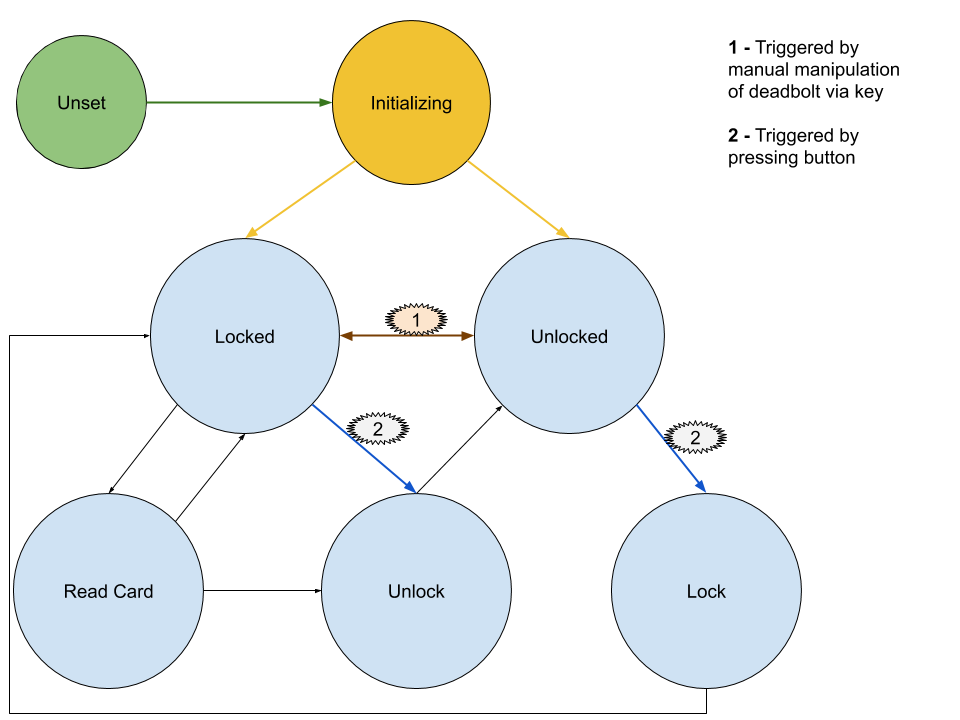 Unset
Initializing
1 - Triggered by
manual manipulation
of deadbolt via key
2 - Triggered by
pressing button
Locked
1
Unlocked
2
2
Read Card
Unlock
Lock